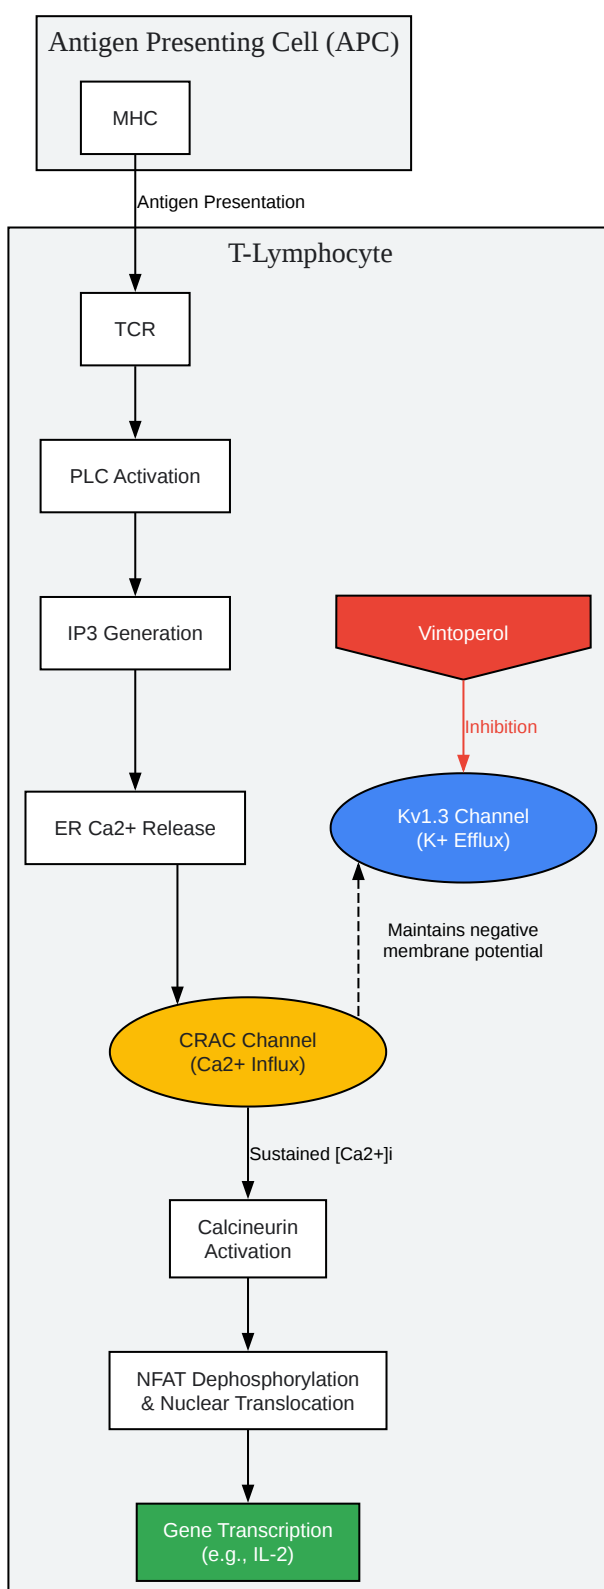 Antigen Presenting Cell (APC)
MHC
Antigen Presentation
T-Lymphocyte
TCR
PLC Activation
IP3 Generation
Vintoperol
Inhibition
ER Ca2+ Release
Kv1.3 Channel
(K+ Efflux)
Maintains negative
membrane potential
CRAC Channel
(Ca2+ Influx)
Sustained [Ca2+]i
Calcineurin
Activation
NFAT Dephosphorylation
& Nuclear Translocation
Gene Transcription
(e.g., IL-2)